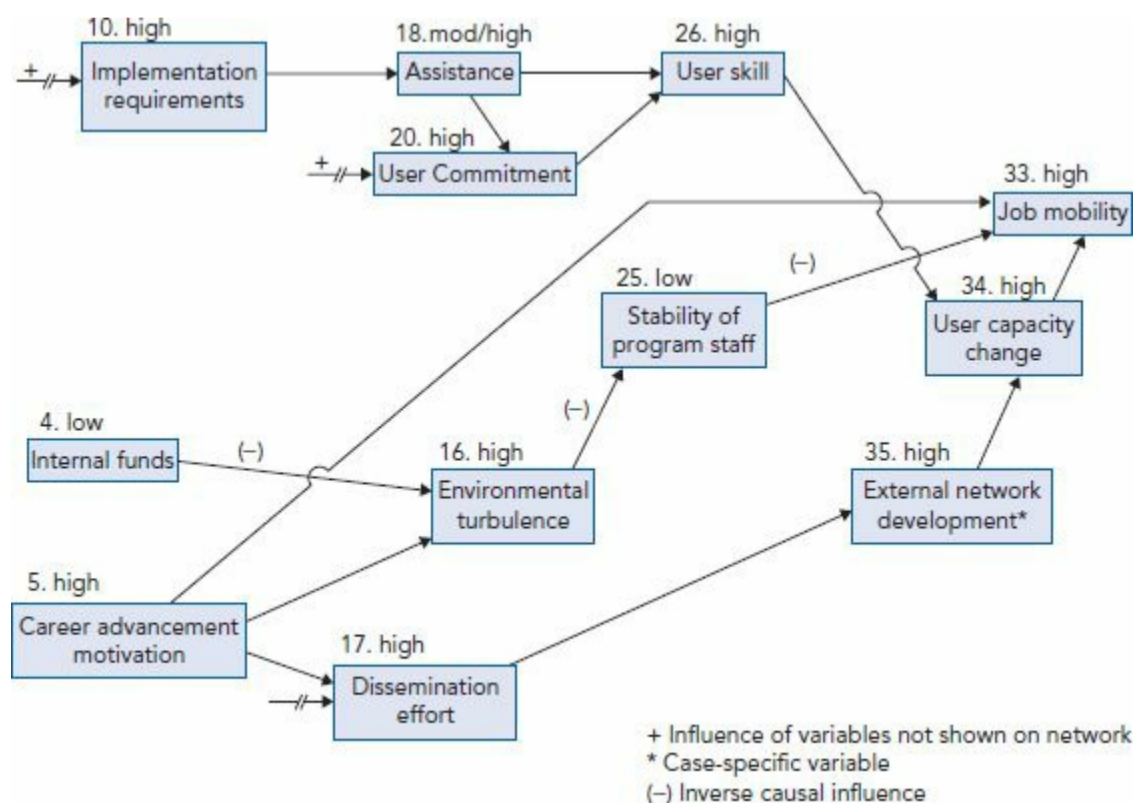 10. high
Implementation
requirements
+
18.mod/high
Assistance
26. high
User skill
20. high
User Commitment
+
33. high
Job mobility
(–)
25. low
Stability of
program staff
34. high
User capacity
change
(–)
4. low
Internal funds
(–)
16. high
Environmental
turbulence
35. high
External network
development*
5. high
Career advancement
motivation
17. high
Dissemination
effort
+ Influence of variables not shown on network
* Case-specific variable
(–) Inverse causal influence